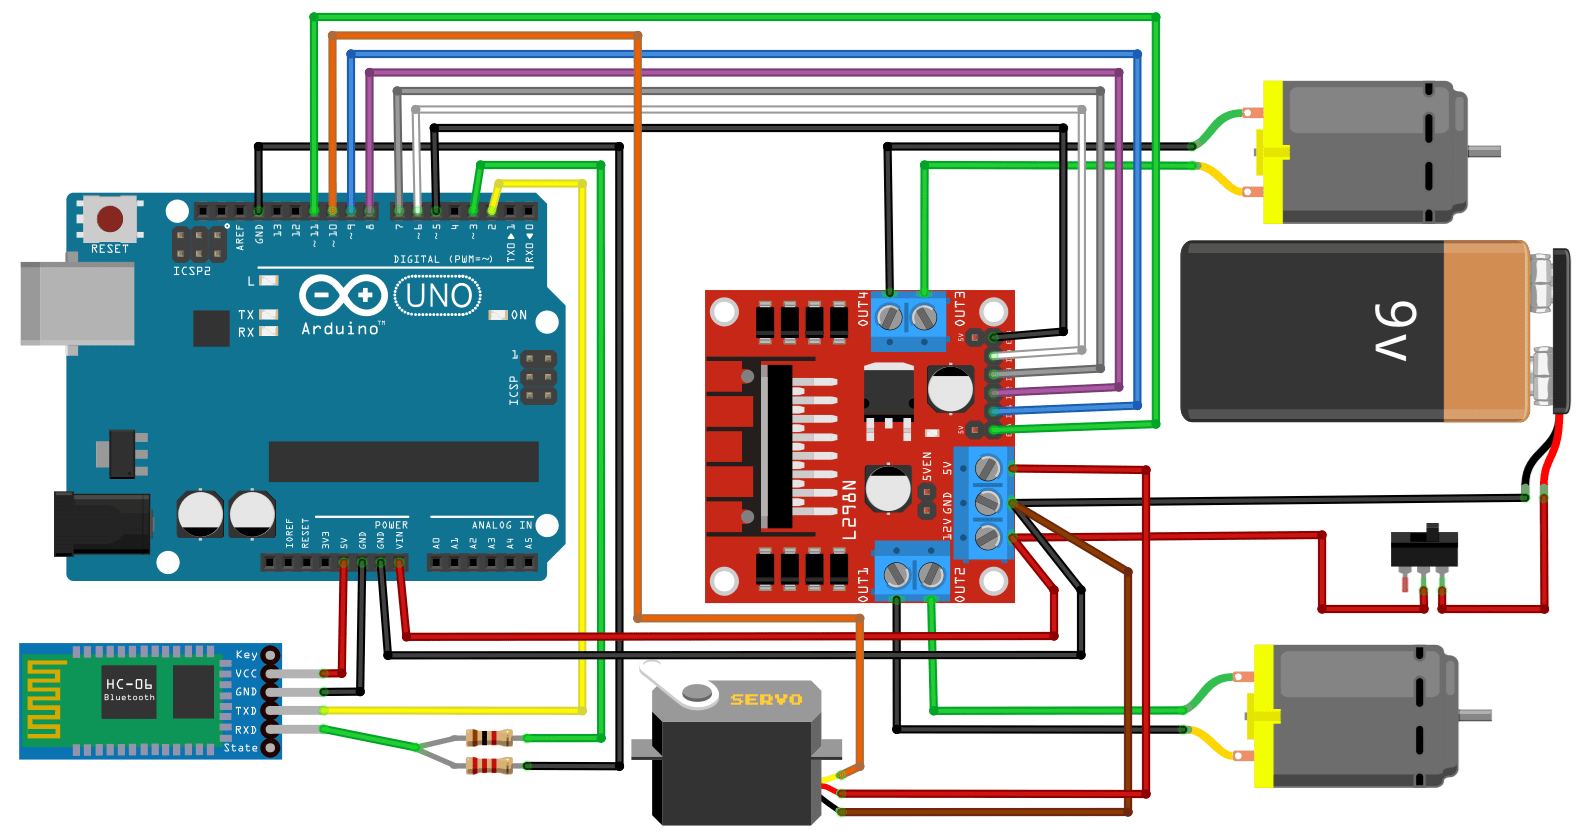 RESET
ICSP2
AREF
GND
13
12
~11
~10
~9
8
7
~6
~5
4
~3
2
TX0▶1
RX0◀0
DIGITAL (PWM=~)
L
TX
RX
Arduino™
UNO
ON
1
ICSP
IOREF
RESET
3V3
5V
GND
GND
VIN
POWER
A0
A1
A2
A3
A4
A5
ANALOG IN
HC-06
Bluetooth
Key
VCC
GND
TXD
RXD
State
SERVO
OUT4
OUT3
5V
5V
5VEN
L298N
5V
GND
12V
OUT1
OUT2
9v